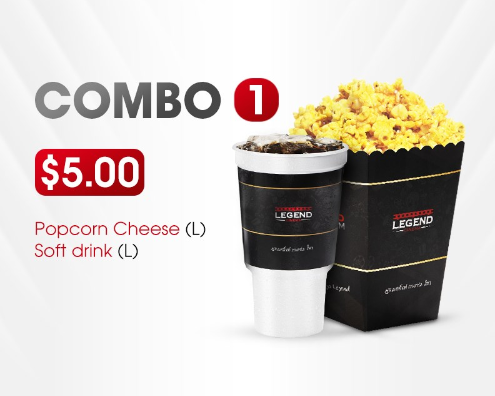 COMBO 1
$5.00
Popcorn Cheese (L)
Soft drink (L)
LEGEND
LEGEND